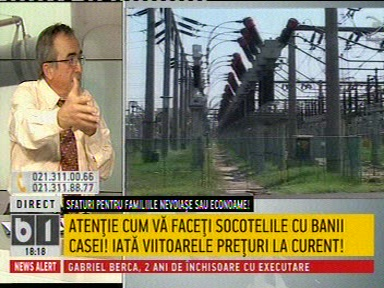 021.311.00.66
021.311.88.77
DIRECT
SFATURI PENTRU FAMILIILE NEVOIAȘE SAU ECONOAME!
b1
ATENȚIE CUM VĂ FACEȚI SOCOTELILE CU BANII
CASEI! IATĂ VIITOARELE PREȚURI LA CURENT!
18:18
NEWS ALERT
GABRIEL BERCA, 2 ANI DE ÎNCHISOARE CU EXECUTARE